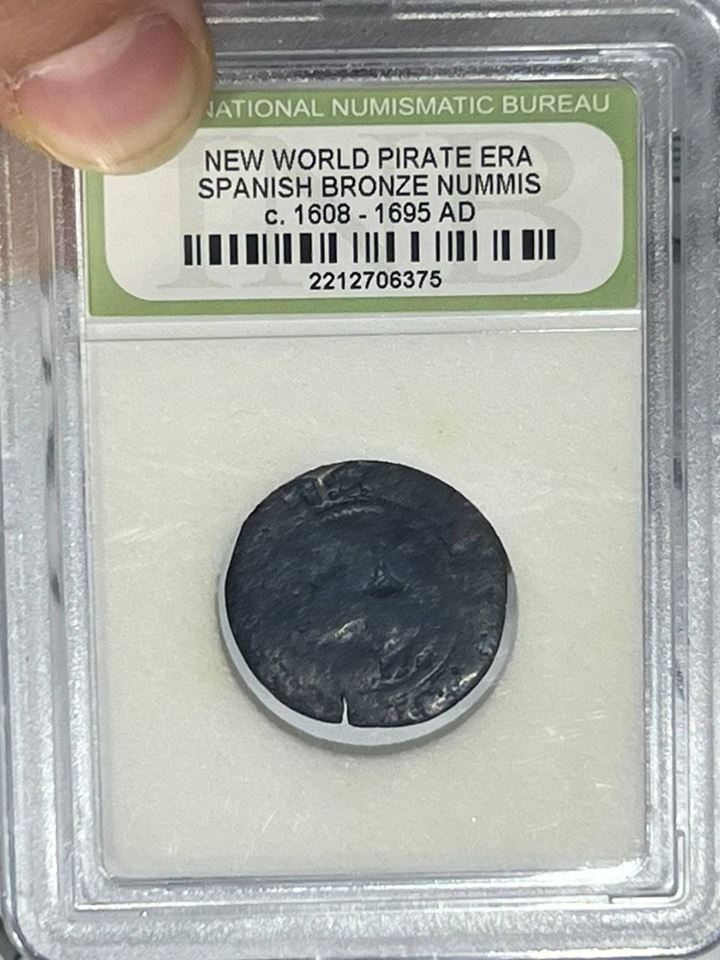 NATIONAL NUMISMATIC BUREAU
NEW WORLD PIRATE ERA
SPANISH BRONZE NUMMIS
c. 1608 - 1695 AD
2212706375